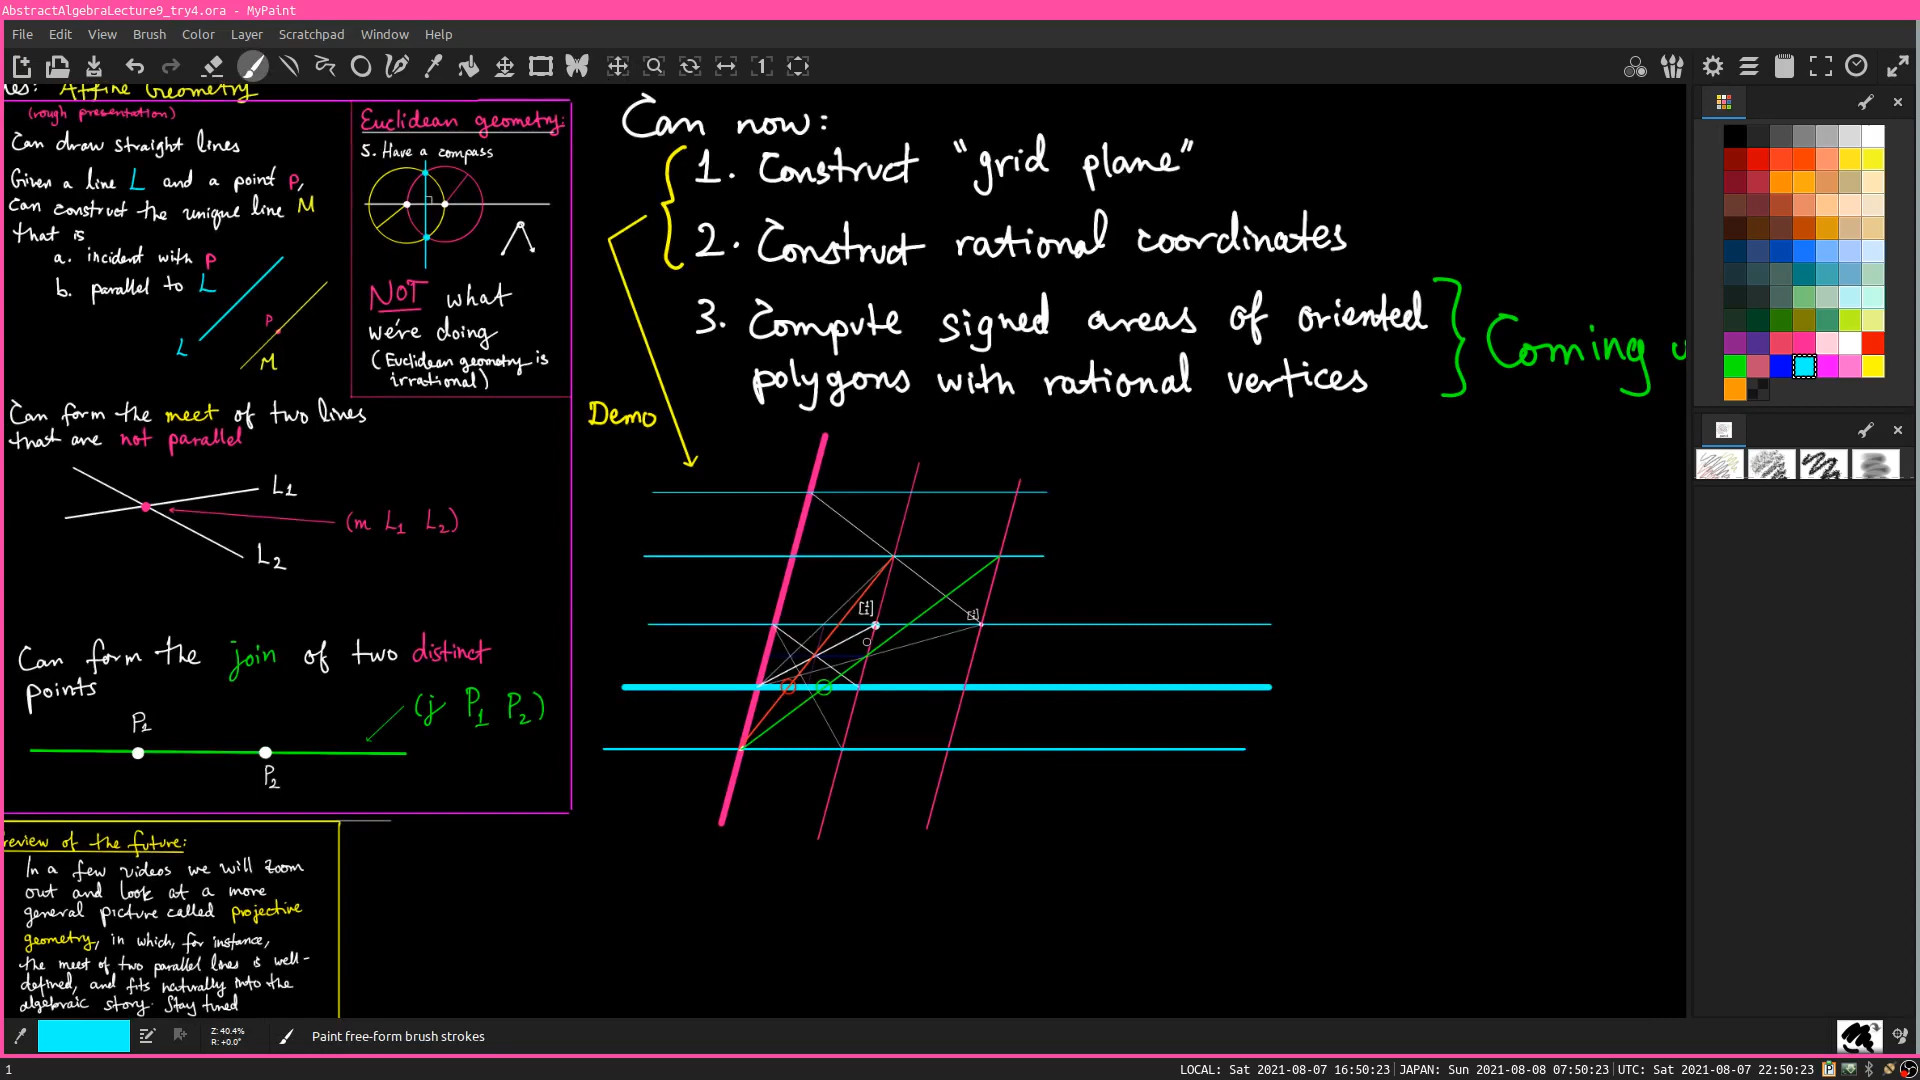 AbstractAlgebraLecture9_try4.ora - MyPaint
File Edit View Brush Color Layer Scratchpad Window Help
es: Affine Geometry
(rough presentation)
Can draw straight lines
Given a line L and a point P,
can construct the unique line M
that is
a. incident with P
b. parallel to L
P
L
M
Euclidean geometry:
5. Have a compass
NOT what
we're doing
(Euclidean geometry is
irrational)
Can form the meet of two lines
that are not parallel
L1
(m L1 L2)
L2
Can form the join of two distinct
points
(j P1 P2)
P1
P2
review of the future:
In a few videos we will zoom
out and look at a more
general picture called projective
geometry, in which, for instance,
the meet of two parallel lines is well-
defined, and fits naturally into the
algebraic story. Stay tuned
Can now:
1. Construct "grid plane"
2. Construct rational coordinates
3. Compute signed areas of oriented
polygons with rational vertices
Coming
Demo
Z: 40.4%
R: +0.0°
Paint free-form brush strokes
1
LOCAL: Sat 2021-08-07 16:50:23 | JAPAN: Sun 2021-08-08 07:50:23 | UTC: Sat 2021-08-07 22:50:23